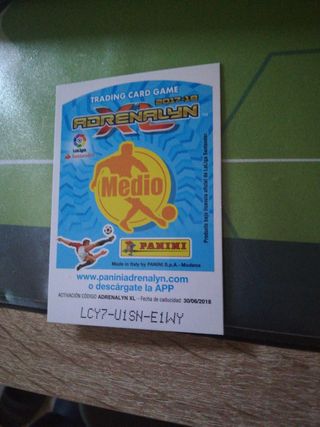 TRADING CARD GAME
2017-18
ADRENALYN
XL
LaLiga
Santander
Medio
PANINI
Made in Italy by PANINI S.p.A. - Modena
www.paniniadrenalyn.com
o descárgate la APP
ACTIVACIÓN CÓDIGO ADRENALYN XL - Fecha de caducidad: 30/06/2018
LCY7-U1SN-E1WY
Producto bajo licencia oficial de LaLiga Santander